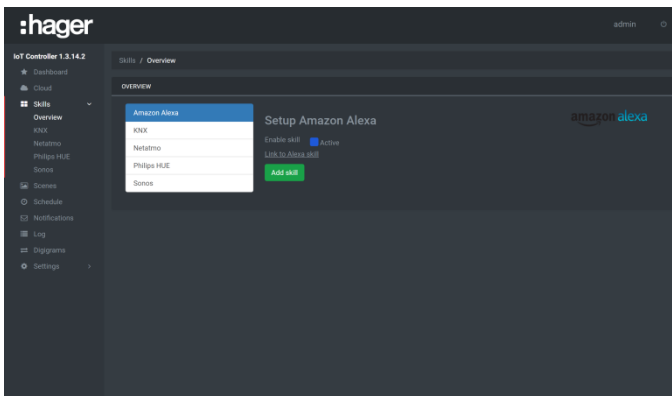 :hager
admin
IoT Controller 1.3.14.2
Dashboard
Cloud
Skills
Overview
KNX
Netatmo
Philips HUE
Sonos
Scenes
Schedule
Notifications
Log
Digigrams
Settings
Skills / Overview
OVERVIEW
Amazon Alexa
KNX
Netatmo
Philips HUE
Sonos
Setup Amazon Alexa
Enable skill Active
Link to Alexa skill
Add skill
amazon alexa